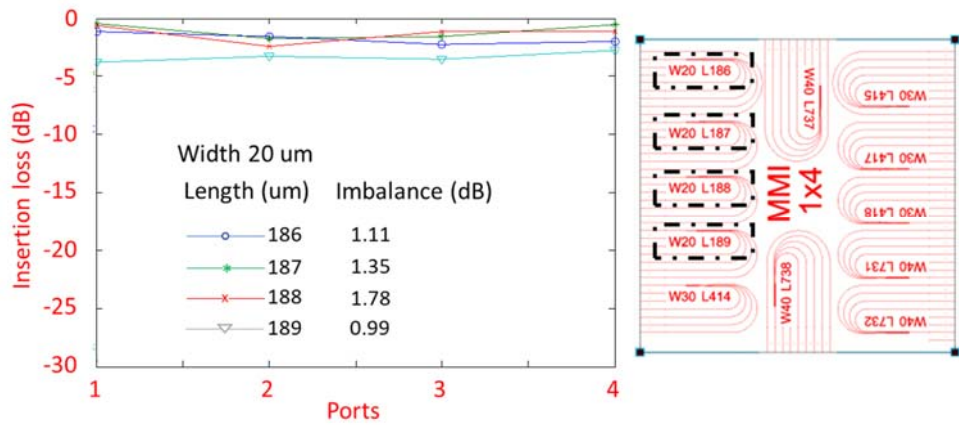 0
-5
-10
-15
-20
-25
-30
Insertion loss (dB)
1
2
3
4
Ports
Width 20 um
Length (um) Imbalance (dB)
186 1.11
187 1.35
188 1.78
189 0.99
W20 L186
W20 L187
W20 L188
W20 L189
W30 L414
W40 L737
MMI
1x4
W40 L738
W30 L415
W30 L417
W30 L418
W40 L731
W40 L732